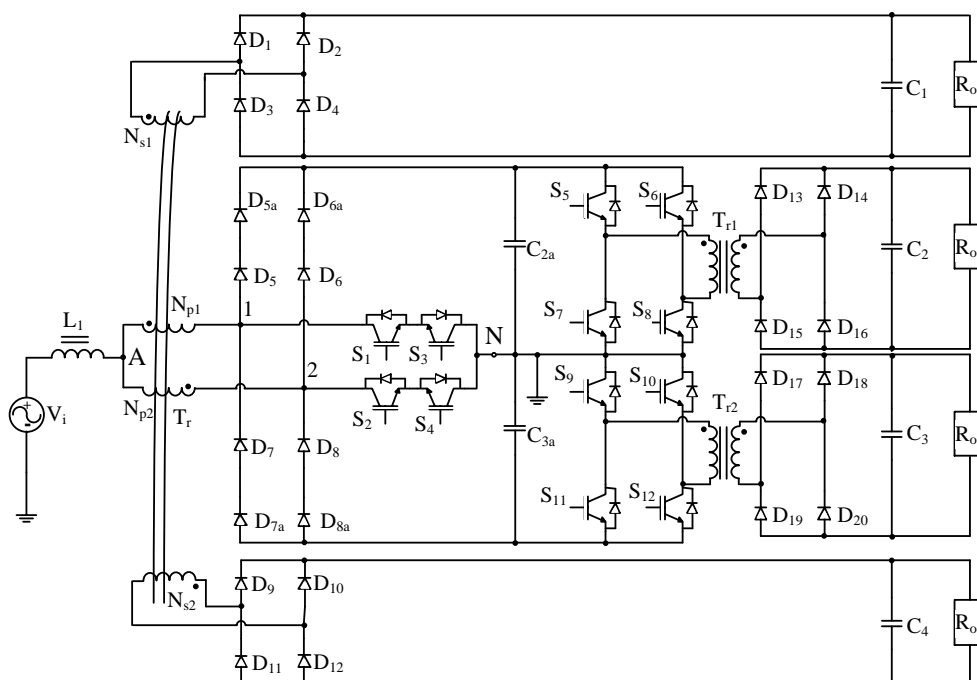 D1 D2
D3 D4
C1 Ro
Ns1
D5a D6a
S5 S6
D13 D14
Tr1
C2a
C2 Ro
D5 D6
Np1
S7 S8
D15 D16
L1
1
N
A
S1 S3
2
S9 S10
D17 D18
Np2 Tr
S2 S4
Tr2
Vi
C3a
C3 Ro
D7 D8
S11 S12
D7a D8a
D19 D20
Ns2
D9 D10
C4 Ro
D11 D12